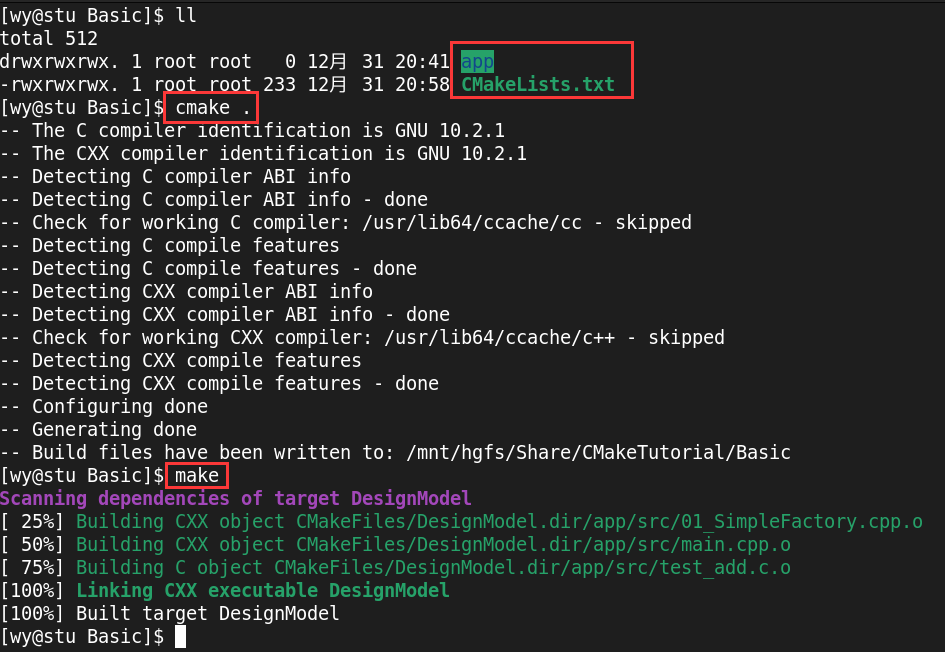 [wy@stu Basic]$ ll
total 512
drwxrwxrwx. 1 root root   0 12月 31 20:41 app
-rwxrwxrwx. 1 root root 233 12月 31 20:58 CMakeLists.txt
[wy@stu Basic]$ cmake .
-- The C compiler identification is GNU 10.2.1
-- The CXX compiler identification is GNU 10.2.1
-- Detecting C compiler ABI info
-- Detecting C compiler ABI info - done
-- Check for working C compiler: /usr/lib64/ccache/cc - skipped
-- Detecting C compile features
-- Detecting C compile features - done
-- Detecting CXX compiler ABI info
-- Detecting CXX compiler ABI info - done
-- Check for working CXX compiler: /usr/lib64/ccache/c++ - skipped
-- Detecting CXX compile features
-- Detecting CXX compile features - done
-- Configuring done
-- Generating done
-- Build files have been written to: /mnt/hgfs/Share/CMakeTutorial/Basic
[wy@stu Basic]$ make
Scanning dependencies of target DesignModel
[ 25%] Building CXX object CMakeFiles/DesignModel.dir/app/src/01_SimpleFactory.cpp.o
[ 50%] Building CXX object CMakeFiles/DesignModel.dir/app/src/main.cpp.o
[ 75%] Building C object CMakeFiles/DesignModel.dir/app/src/test_add.c.o
[100%] Linking CXX executable DesignModel
[100%] Built target DesignModel
[wy@stu Basic]$